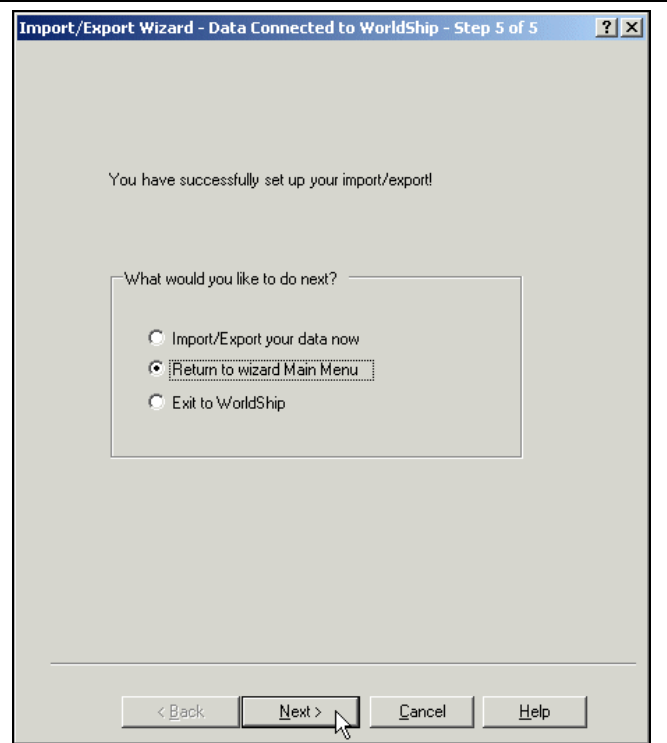 Import/Export Wizard - Data Connected to WorldShip - Step 5 of 5
You have successfully set up your import/export!
What would you like to do next?
Import/Export your data now
Return to wizard Main Menu
Exit to WorldShip
< Back Next > Cancel Help